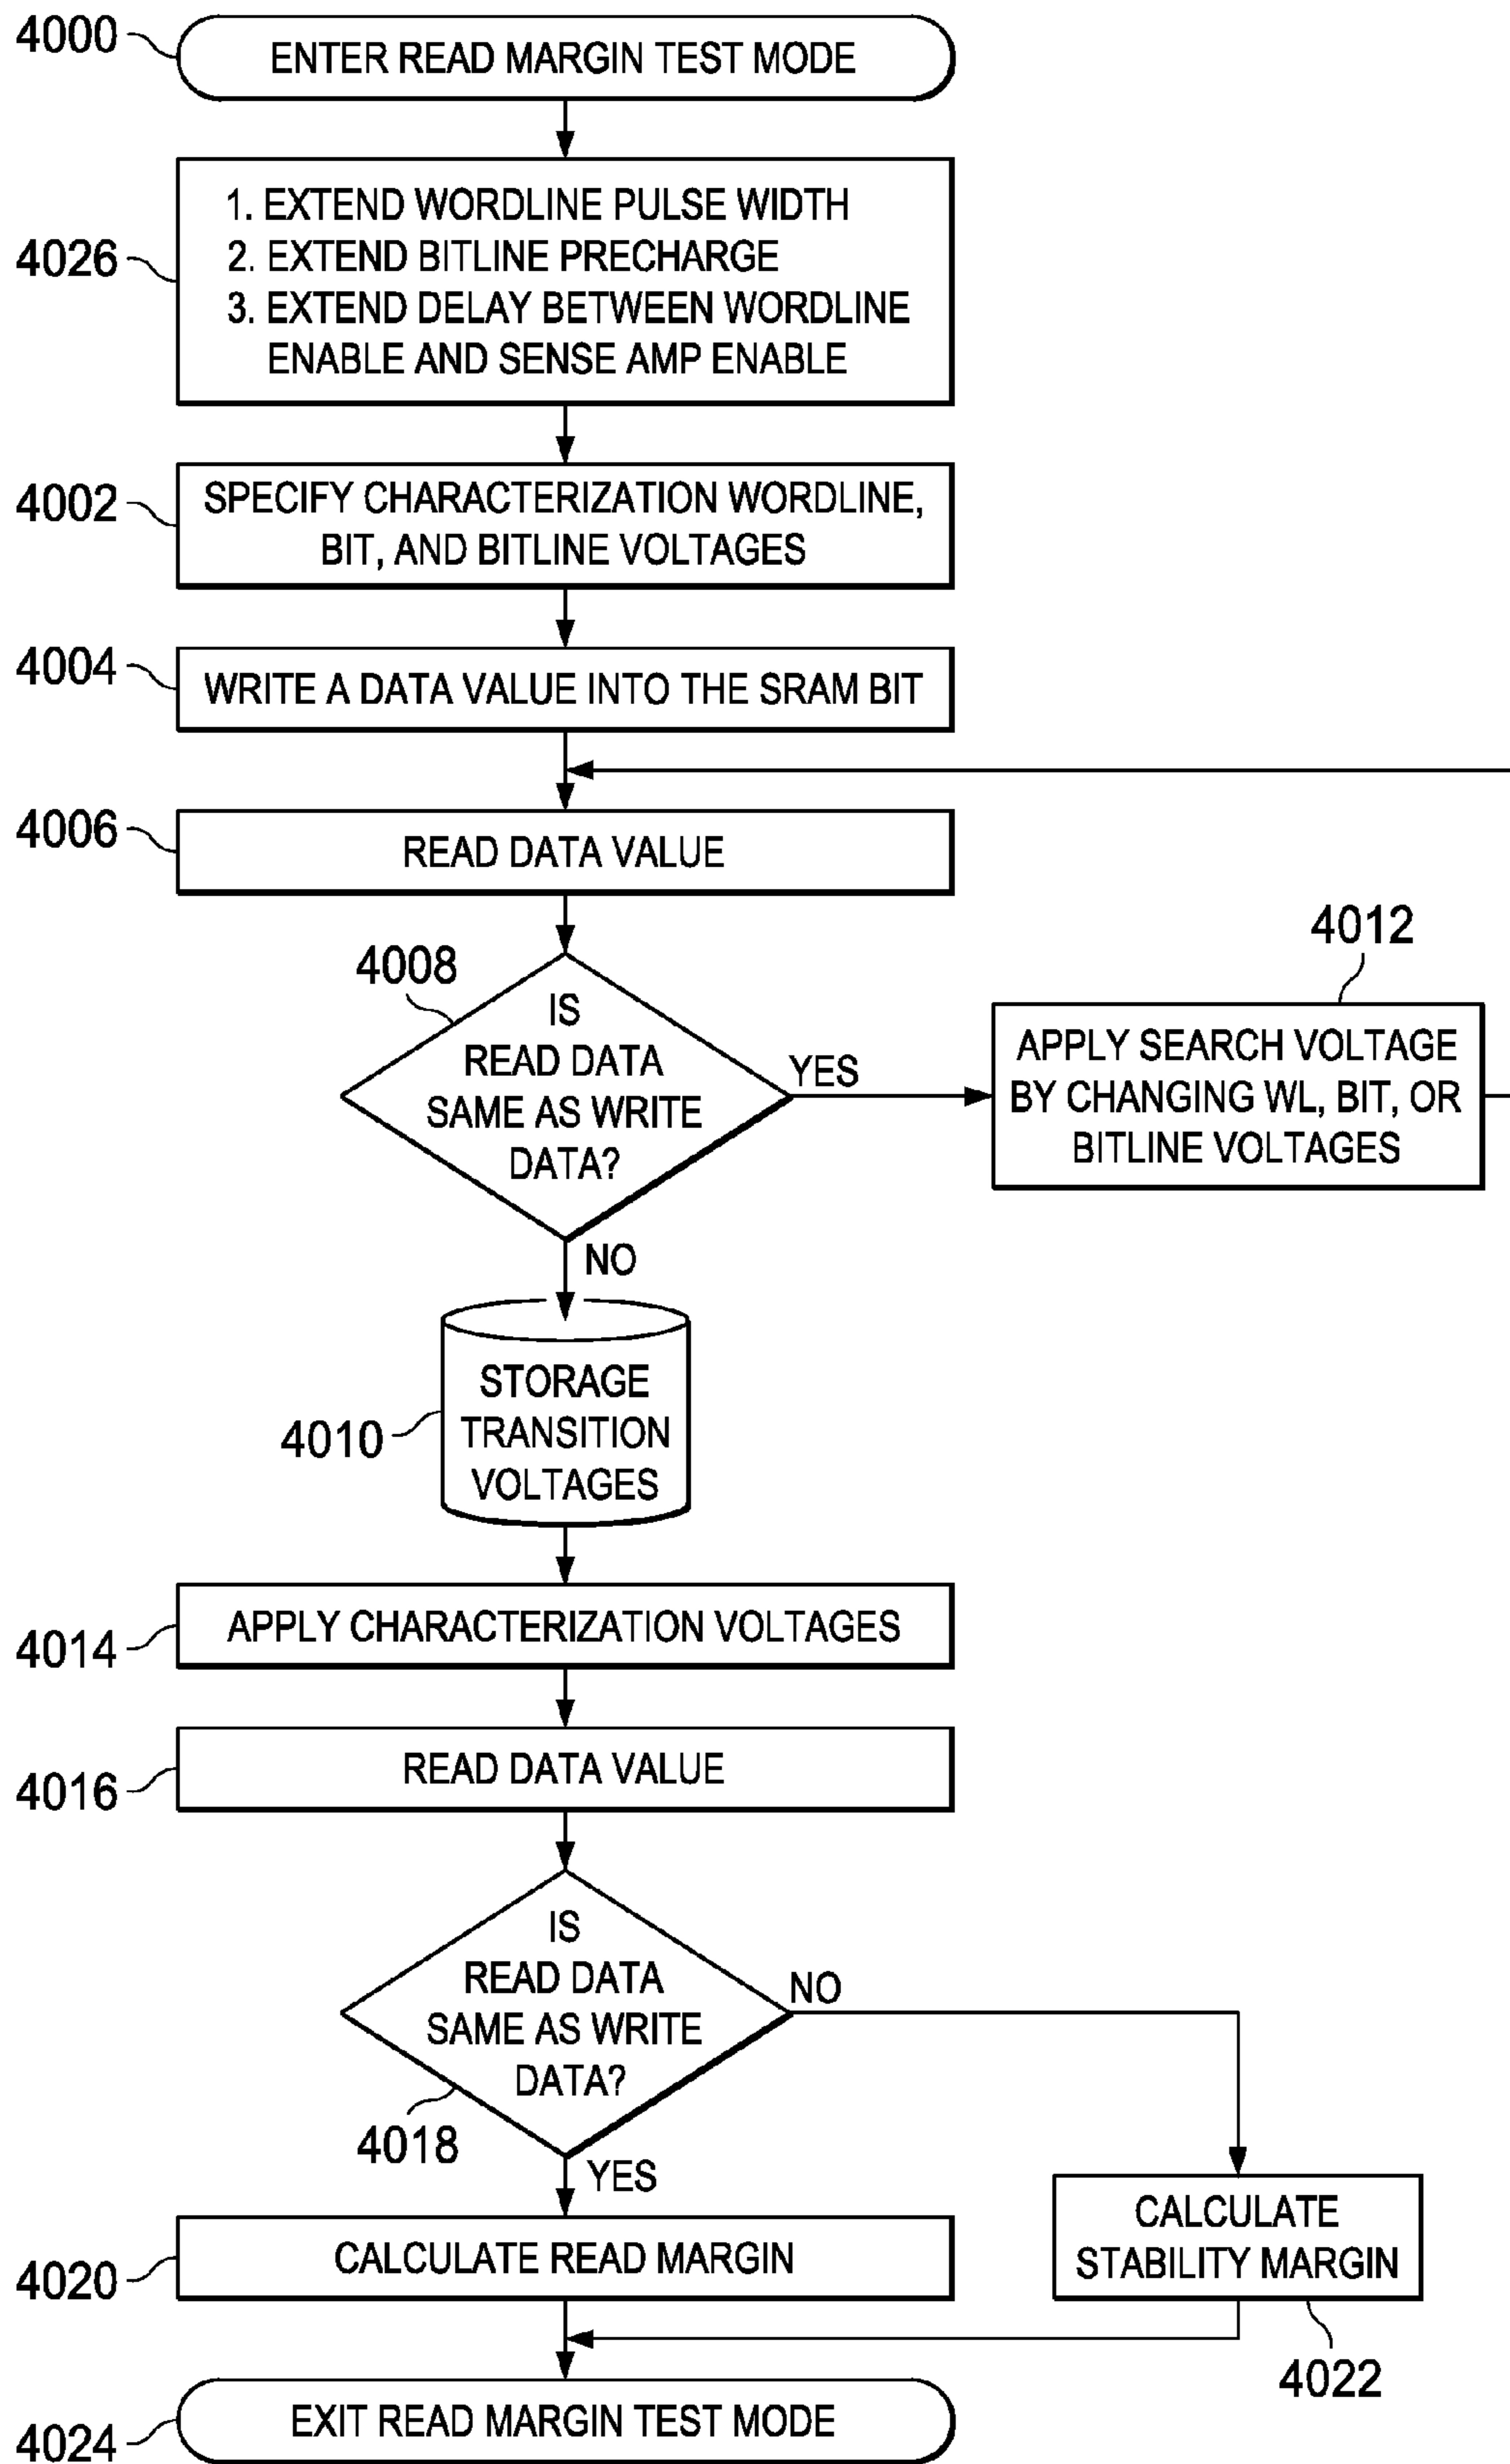 4000
ENTER READ MARGIN TEST MODE
4026
1. EXTEND WORDLINE PULSE WIDTH
2. EXTEND BITLINE PRECHARGE
3. EXTEND DELAY BETWEEN WORDLINE
ENABLE AND SENSE AMP ENABLE
4002
SPECIFY CHARACTERIZATION WORDLINE,
BIT, AND BITLINE VOLTAGES
4004
WRITE A DATA VALUE INTO THE SRAM BIT
4006
READ DATA VALUE
4008
IS
READ DATA
SAME AS WRITE
DATA?
YES
4012
APPLY SEARCH VOLTAGE
BY CHANGING WL, BIT, OR
BITLINE VOLTAGES
NO
4010
STORAGE
TRANSITION
VOLTAGES
4014
APPLY CHARACTERIZATION VOLTAGES
4016
READ DATA VALUE
IS
READ DATA
SAME AS WRITE
DATA?
4018
NO
YES
4020
CALCULATE READ MARGIN
CALCULATE
STABILITY MARGIN
4022
4024
EXIT READ MARGIN TEST MODE